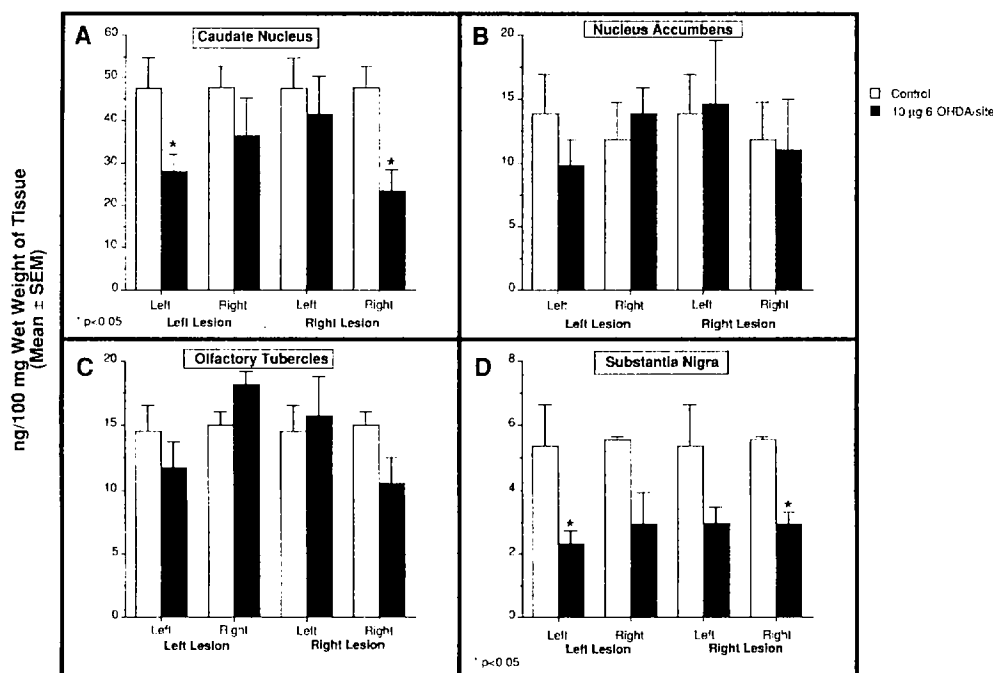 ng/100 mg Wet Weight of Tissue
(Mean ± SEM)
A
Caudate Nucleus
60
50
40
30
20
10
0
Left
Right
Left
Right
* p<0 05
Left Lesion
Right Lesion
B
Nucleus Accumbens
20
15
10
5
0
Left
Right
Left
Right
Left Lesion
Right Lesion
Control
10 µg 6 OHDA/site
C
Olfactory Tubercles
20
15
10
5
0
Left
Right
Left
Right
Left Lesion
Right Lesion
D
Substantia Nigra
8
6
4
2
0
Left
Right
Left
Right
Left Lesion
Right Lesion
* p<0 05